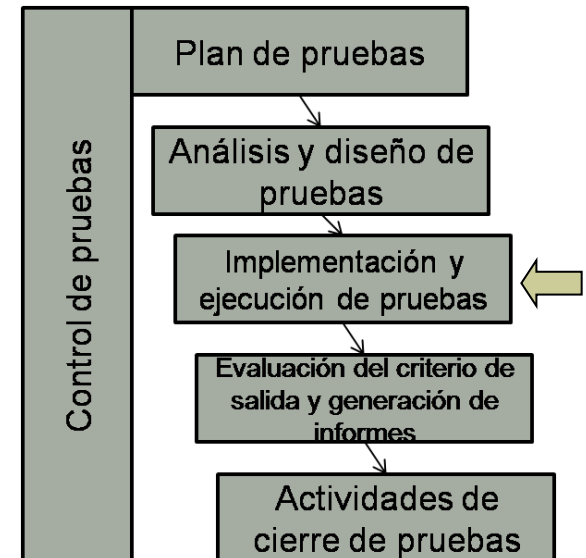 Control de pruebas
Plan de pruebas
Análisis y diseño de
pruebas
Implementación y
ejecución de pruebas
Evaluación del criterio de
salida y generación de
informes
Actividades de
cierre de pruebas